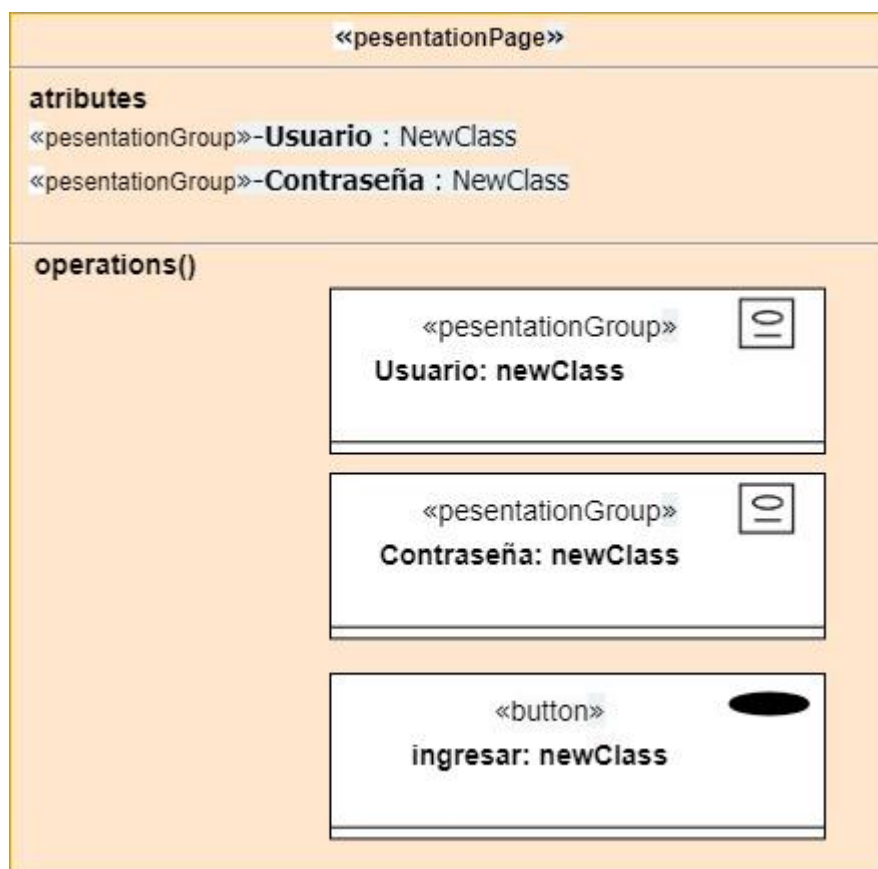 «pesentationPage»
atributes
«pesentationGroup»-Usuario : NewClass
«pesentationGroup»-Contraseña : NewClass
operations()
«pesentationGroup»
Usuario: newClass
«pesentationGroup»
Contraseña: newClass
«button»
ingresar: newClass